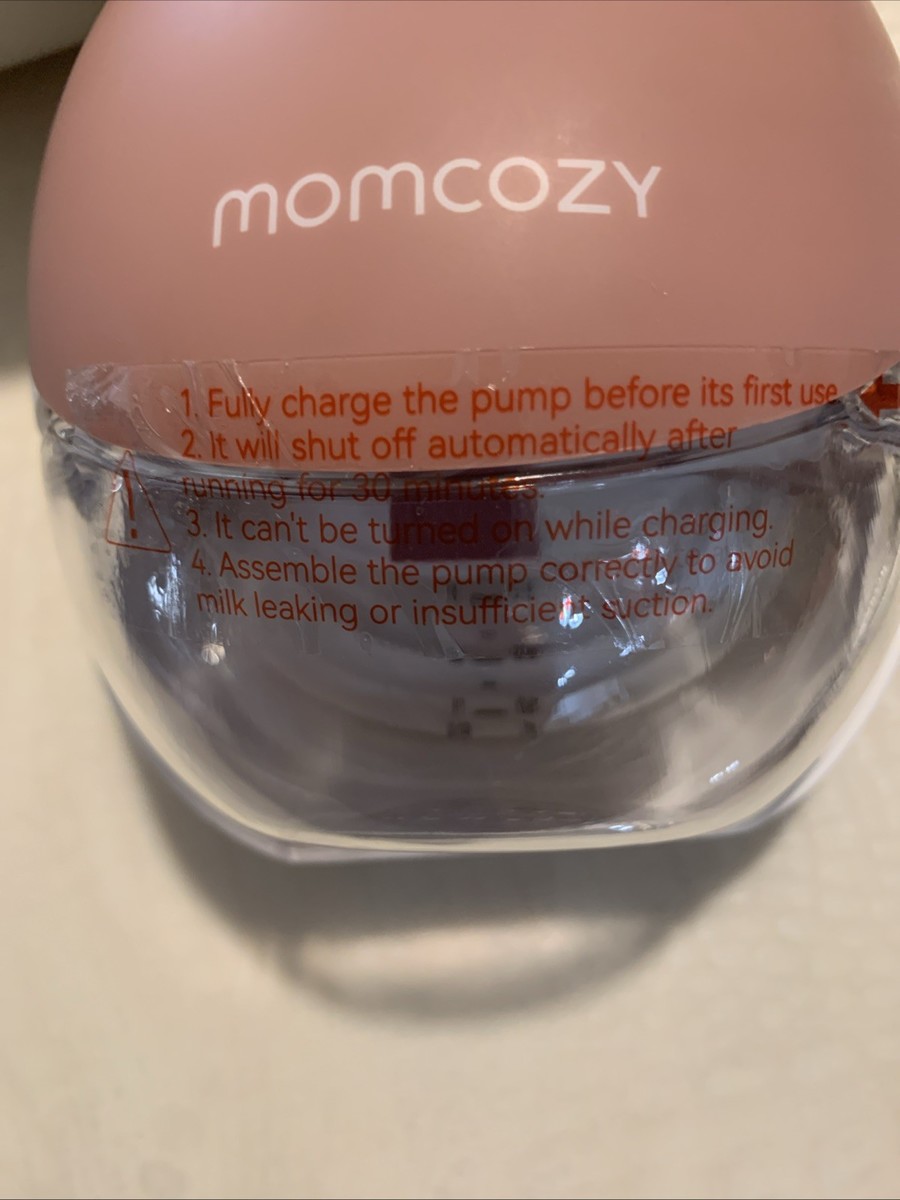 momcozy
1. Fully charge the pump before its first use
2. It will shut off automatically after
running for 30 minutes.
3. It can't be turned on while charging.
4. Assemble the pump correctly to avoid
milk leaking or insufficient suction.